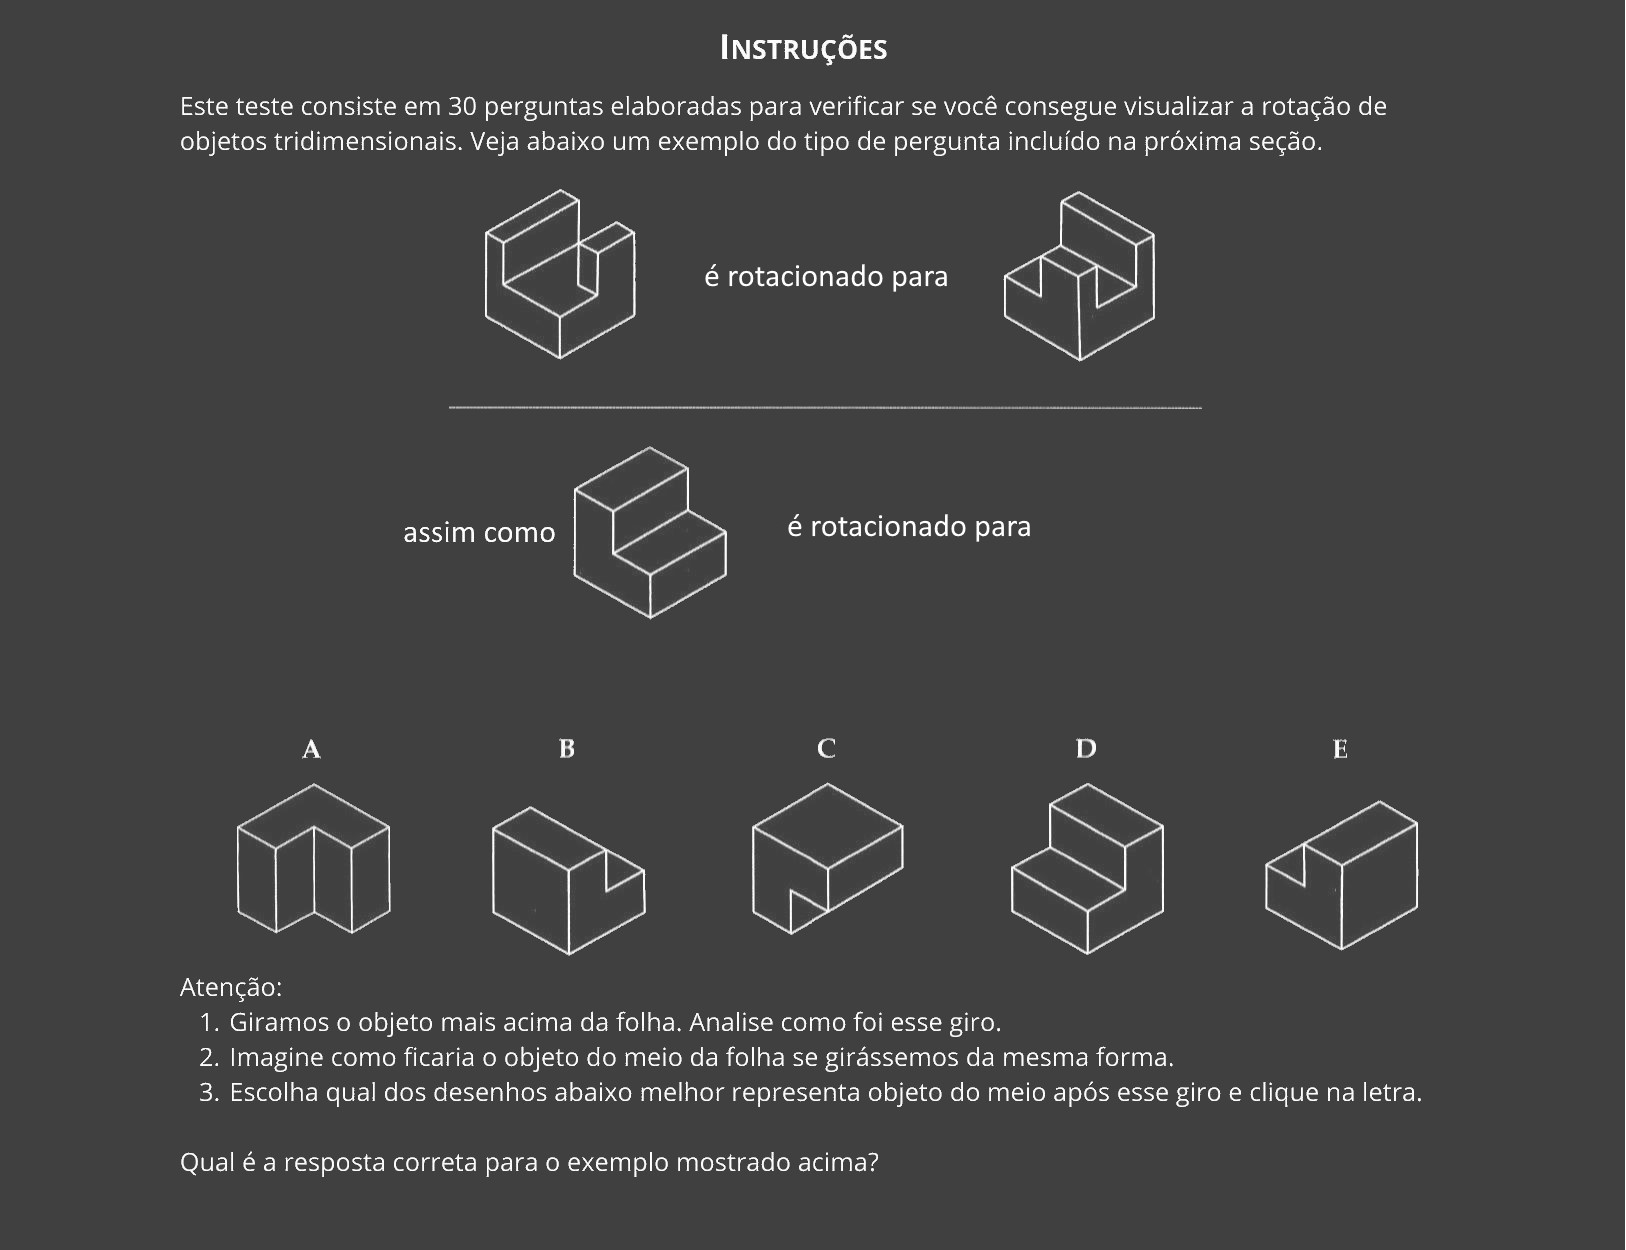 INSTRUÇÕES
Este teste consiste em 30 perguntas elaboradas para verificar se você consegue visualizar a rotação de
objetos tridimensionais. Veja abaixo um exemplo do tipo de pergunta incluído na próxima seção.
é rotacionado para
assim como
é rotacionado para
A B C D E
Atenção:
1. Giramos o objeto mais acima da folha. Analise como foi esse giro.
2. Imagine como ficaria o objeto do meio da folha se girássemos da mesma forma.
3. Escolha qual dos desenhos abaixo melhor representa objeto do meio após esse giro e clique na letra.
Qual é a resposta correta para o exemplo mostrado acima?